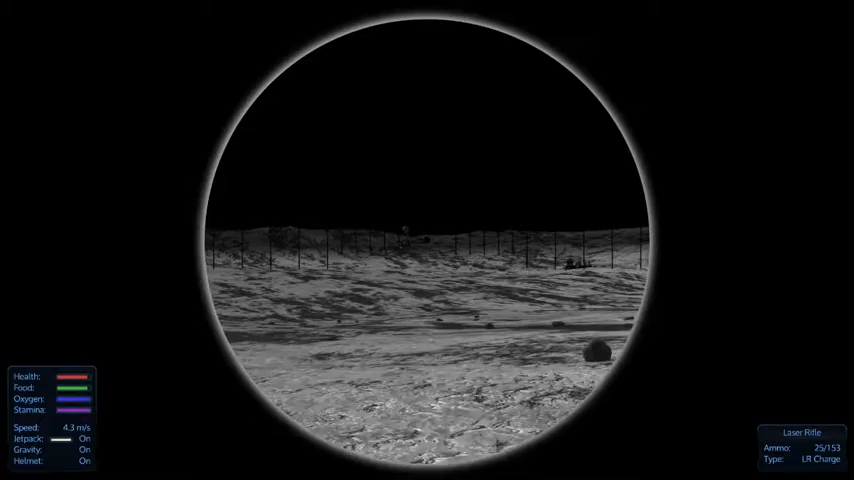 Health:
Food:
Oxygen:
Stamina:
Speed: 4.3 m/s
Jetpack: On
Gravity: On
Helmet: On
Laser Rifle
Ammo: 25/153
Type: LR Charge